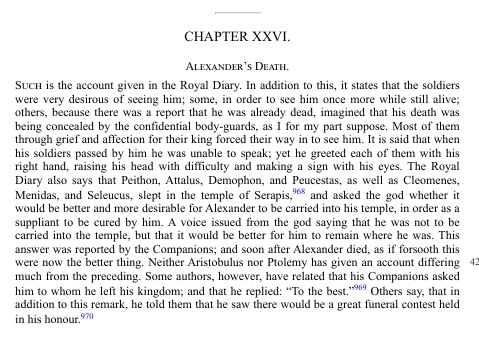 CHAPTER XXVI.
Alexander’s Death.
Such is the account given in the Royal Diary. In addition to this, it states that the soldiers
were very desirous of seeing him; some, in order to see him once more while still alive;
others, because there was a report that he was already dead, imagined that his death was
being concealed by the confidential body-guards, as I for my part suppose. Most of them
through grief and affection for their king forced their way in to see him. It is said that when
his soldiers passed by him he was unable to speak; yet he greeted each of them with his
right hand, raising his head with difficulty and making a sign with his eyes. The Royal
Diary also says that Peithon, Attalus, Demophon, and Peucestas, as well as Cleomenes,
Menidas, and Seleucus, slept in the temple of Serapis,968 and asked the god whether it
would be better and more desirable for Alexander to be carried into his temple, in order as a
suppliant to be cured by him. A voice issued from the god saying that he was not to be
carried into the temple, but that it would be better for him to remain where he was. This
answer was reported by the Companions; and soon after Alexander died, as if forsooth this
were now the better thing. Neither Aristobulus nor Ptolemy has given an account differing 42
much from the preceding. Some authors, however, have related that his Companions asked
him to whom he left his kingdom; and that he replied: “To the best.”969 Others say, that in
addition to this remark, he told them that he saw there would be a great funeral contest held
in his honour.970